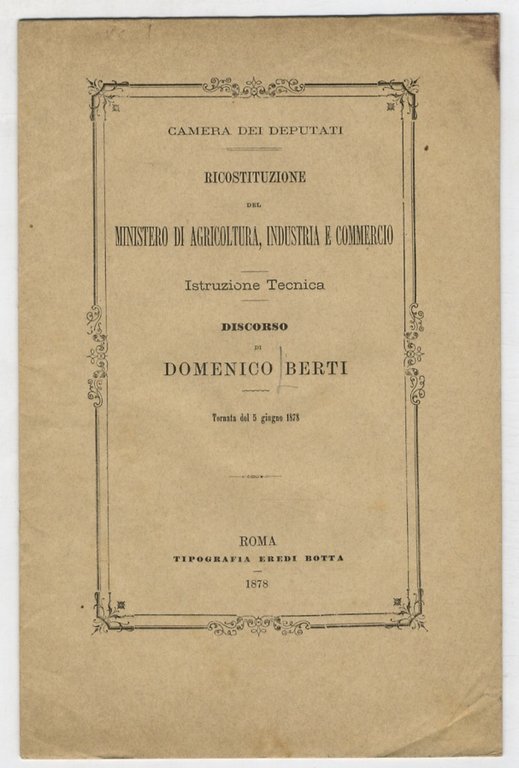 CAMERA DEI DEPUTATI
RICOSTITUZIONE
DEL
MINISTERO DI AGRICOLTURA, INDUSTRIA E COMMERCIO
Istruzione Tecnica
DISCORSO
DI
DOMENICO BERTI
Tornata del 5 giugno 1878
ROMA
TIPOGRAFIA EREDI BOTTA
1878